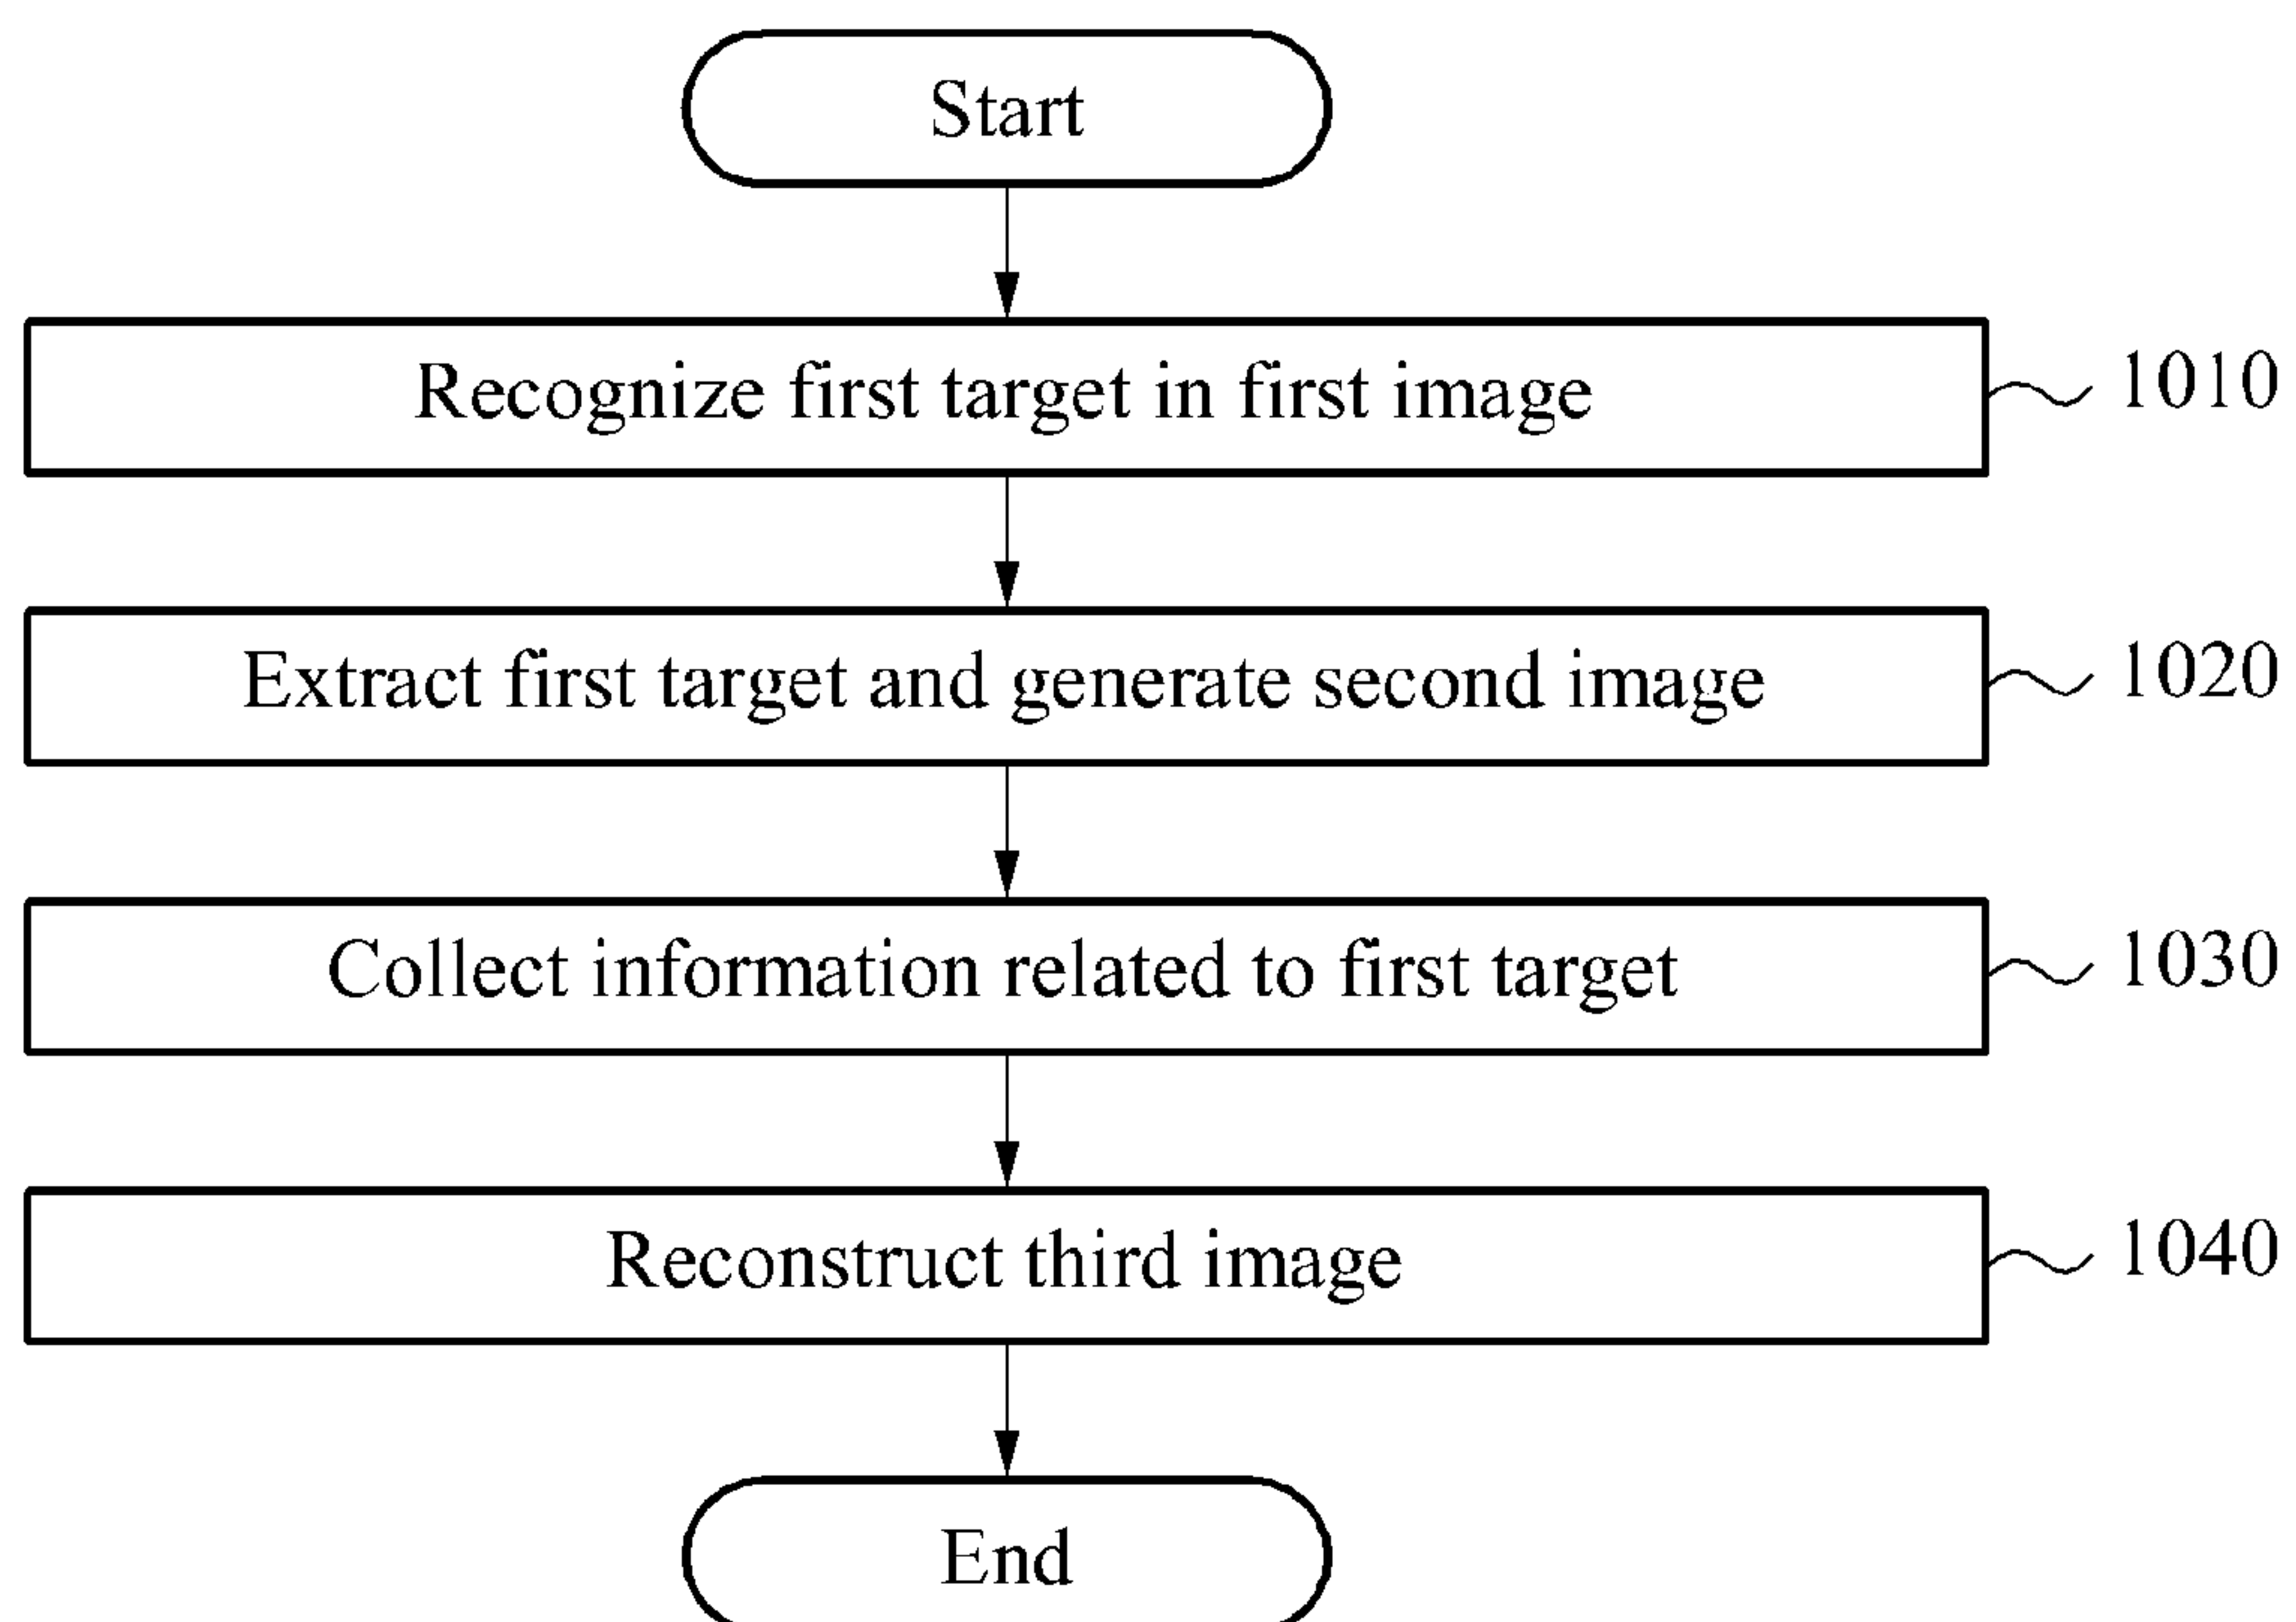 Start
Recognize first target in first image
1010
Extract first target and generate second image
1020
Collect information related to first target
1030
Reconstruct third image
1040
End